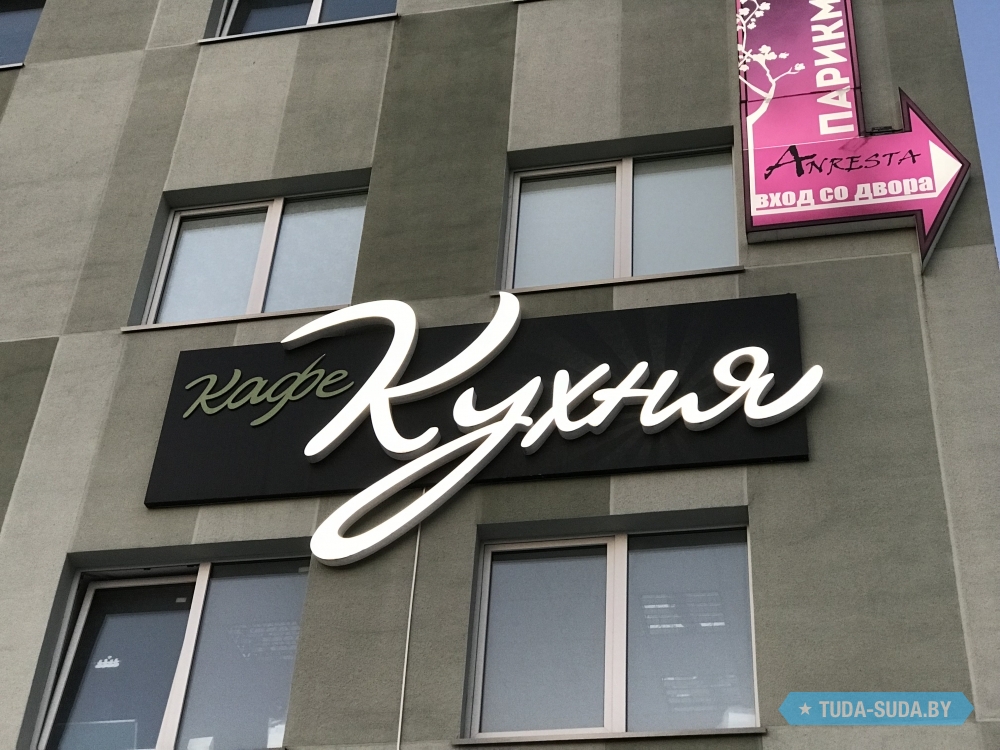 ПАРИКМ
ANRESTA
вход со двора
кафе
Кухня
TUDA-SUDA.BY